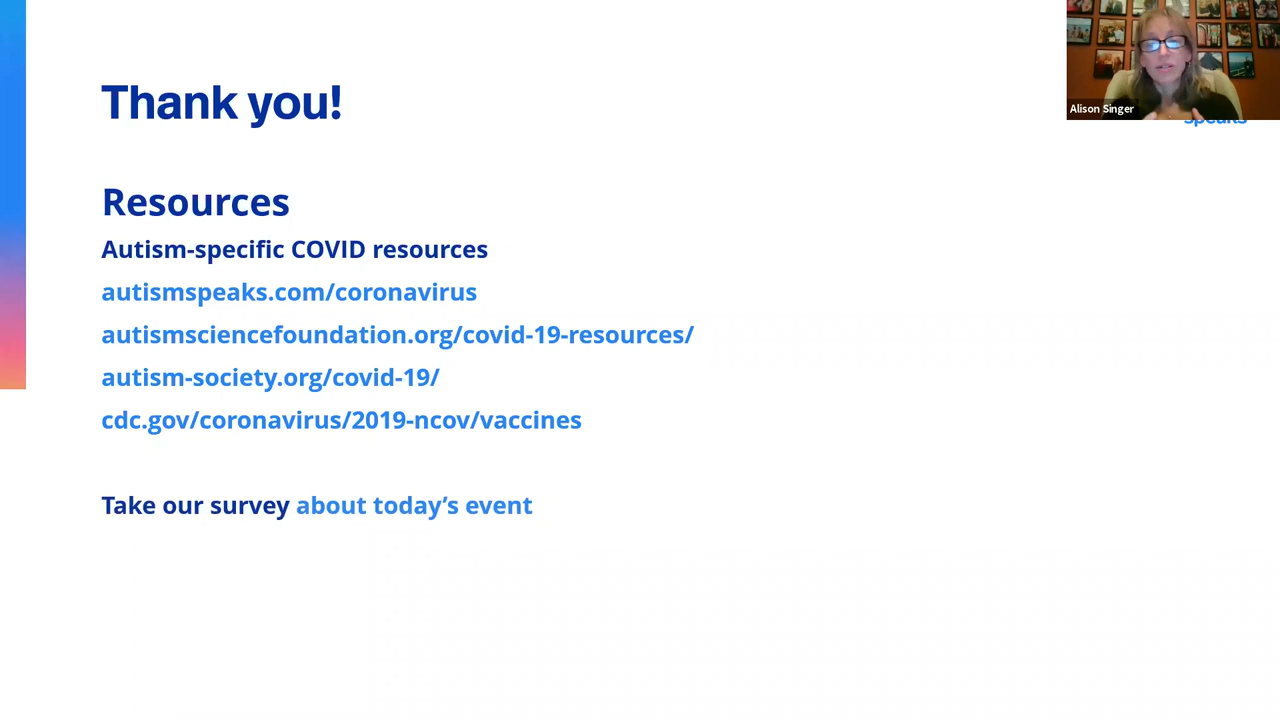 Thank you!
Alison Singer
speaks
Resources
Autism-specific COVID resources
autismspeaks.com/coronavirus
autismsciencefoundation.org/covid-19-resources/
autism-society.org/covid-19/
cdc.gov/coronavirus/2019-ncov/vaccines
Take our survey about today’s event